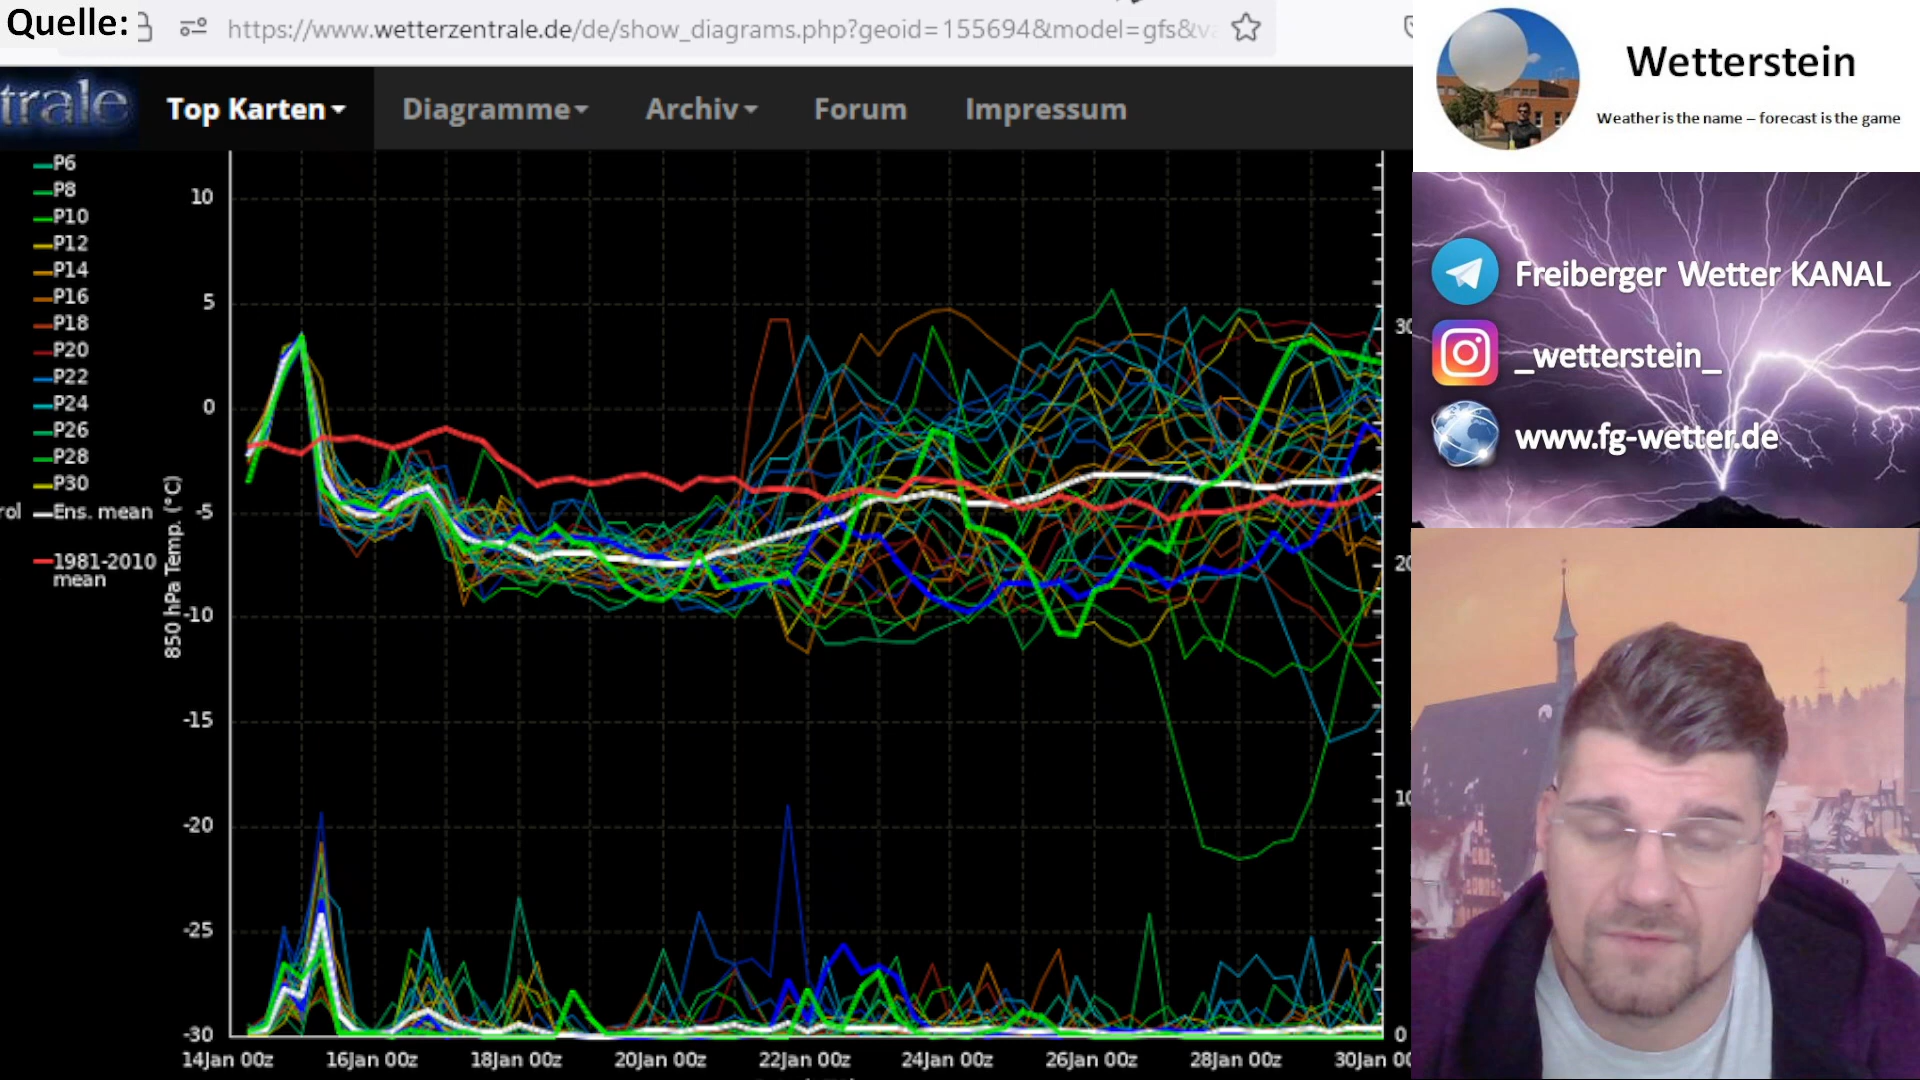 Quelle:
https://www.wetterzentrale.de/de/show_diagrams.php?geoid=155694&model=gfs&v
trale
Top Karten
Diagramme
Archiv
Forum
Impressum
P6
P8
P10
P12
P14
P16
P18
P20
P22
P24
P26
P28
P30
rol
Ens. mean
1981-2010
mean
850 hPa Temp. (°C)
10
5
0
-5
-10
-15
-20
-25
-30
30
20
10
0
14Jan 00z
16Jan 00z
18Jan 00z
20Jan 00z
22Jan 00z
24Jan 00z
26Jan 00z
28Jan 00z
30Jan 00
Wetterstein
Weather is the name – forecast is the game
Freiberger Wetter KANAL
_wetterstein_
www.fg-wetter.de